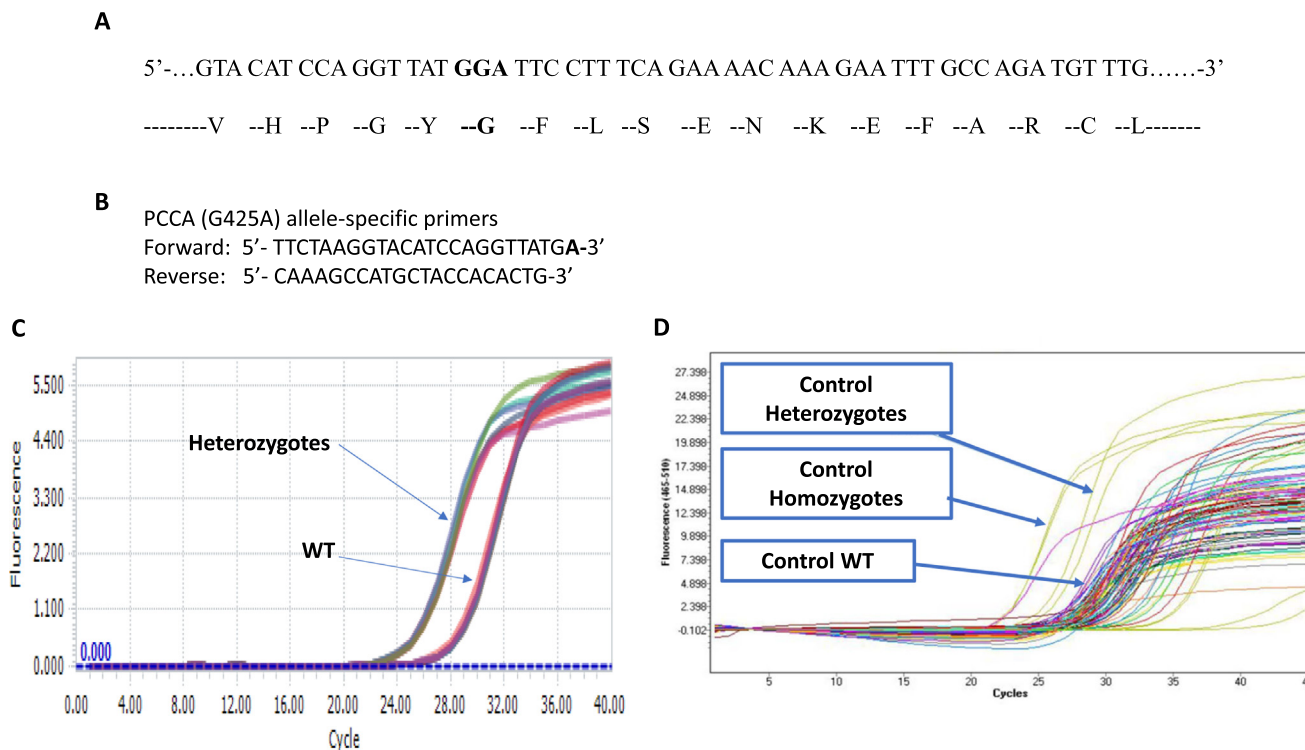 A
5’-…GTA CAT CCA GGT TAT GGA TTC CTT TCA GAA AAC AAA GAA TTT GCC AGA TGT TTG……-3’
--------V --H --P --G --Y --G --F --L --S --E --N --K --E --F --A --R --C --L-------
B
PCCA (G425A) allele-specific primers
Forward: 5’- TTCTAAGGTACATCCAGGTTATGA-3’
Reverse: 5’- CAAAGCCATGCTACCACACTG-3’
C
Fluorescence
5.500
4.400
3.300
2.200
1.100
0.000
0.000
Heterozygotes
WT
0.00 4.00 8.00 12.00 16.00 20.00 24.00 28.00 32.00 36.00 40.00
Cycle
D
Fluorescence (465-510)
27.398
24.898
22.398
19.898
17.398
14.898
12.398
9.898
7.398
4.898
2.398
-0.102
Control
Heterozygotes
Control
Homozygotes
Control WT
5 10 15 20 25 30 35 40
Cycles